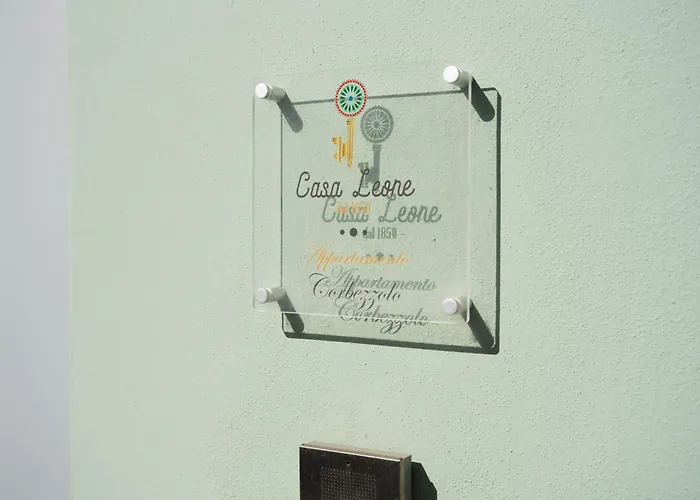 Casa Leone
dal 1850
Appartamento
Corbezzolo